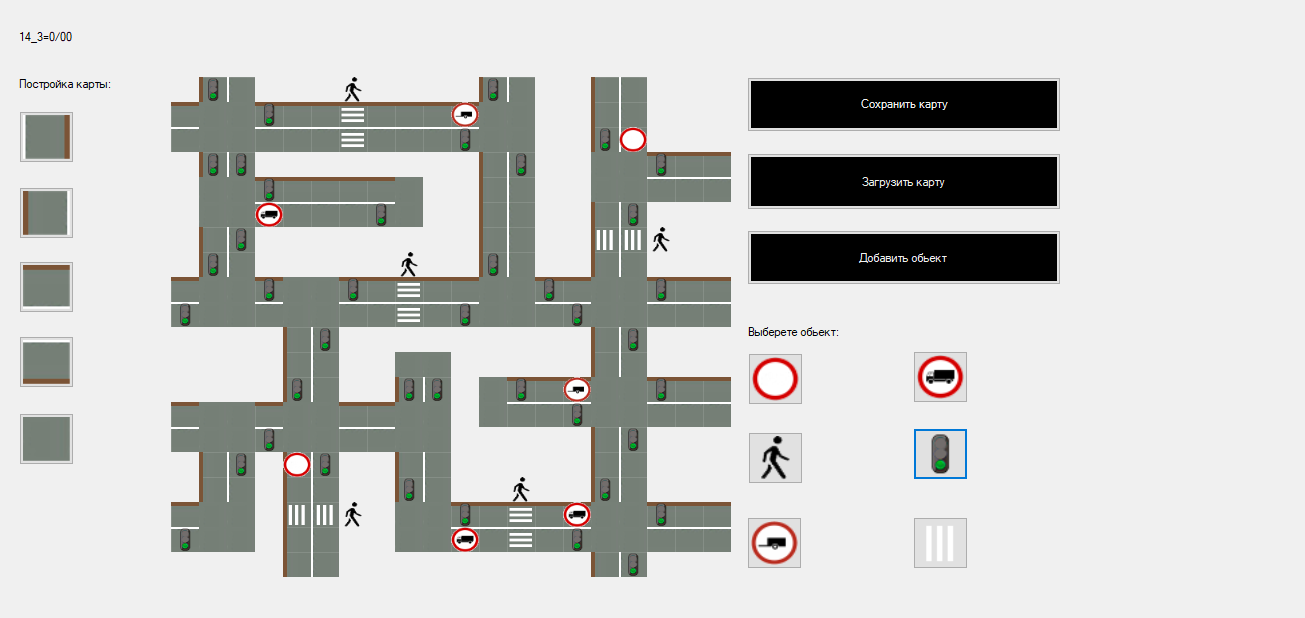 14_3=0/00
Постройка карты:
Сохранить карту
Загрузить карту
Добавить обьект
Выберете обьект: